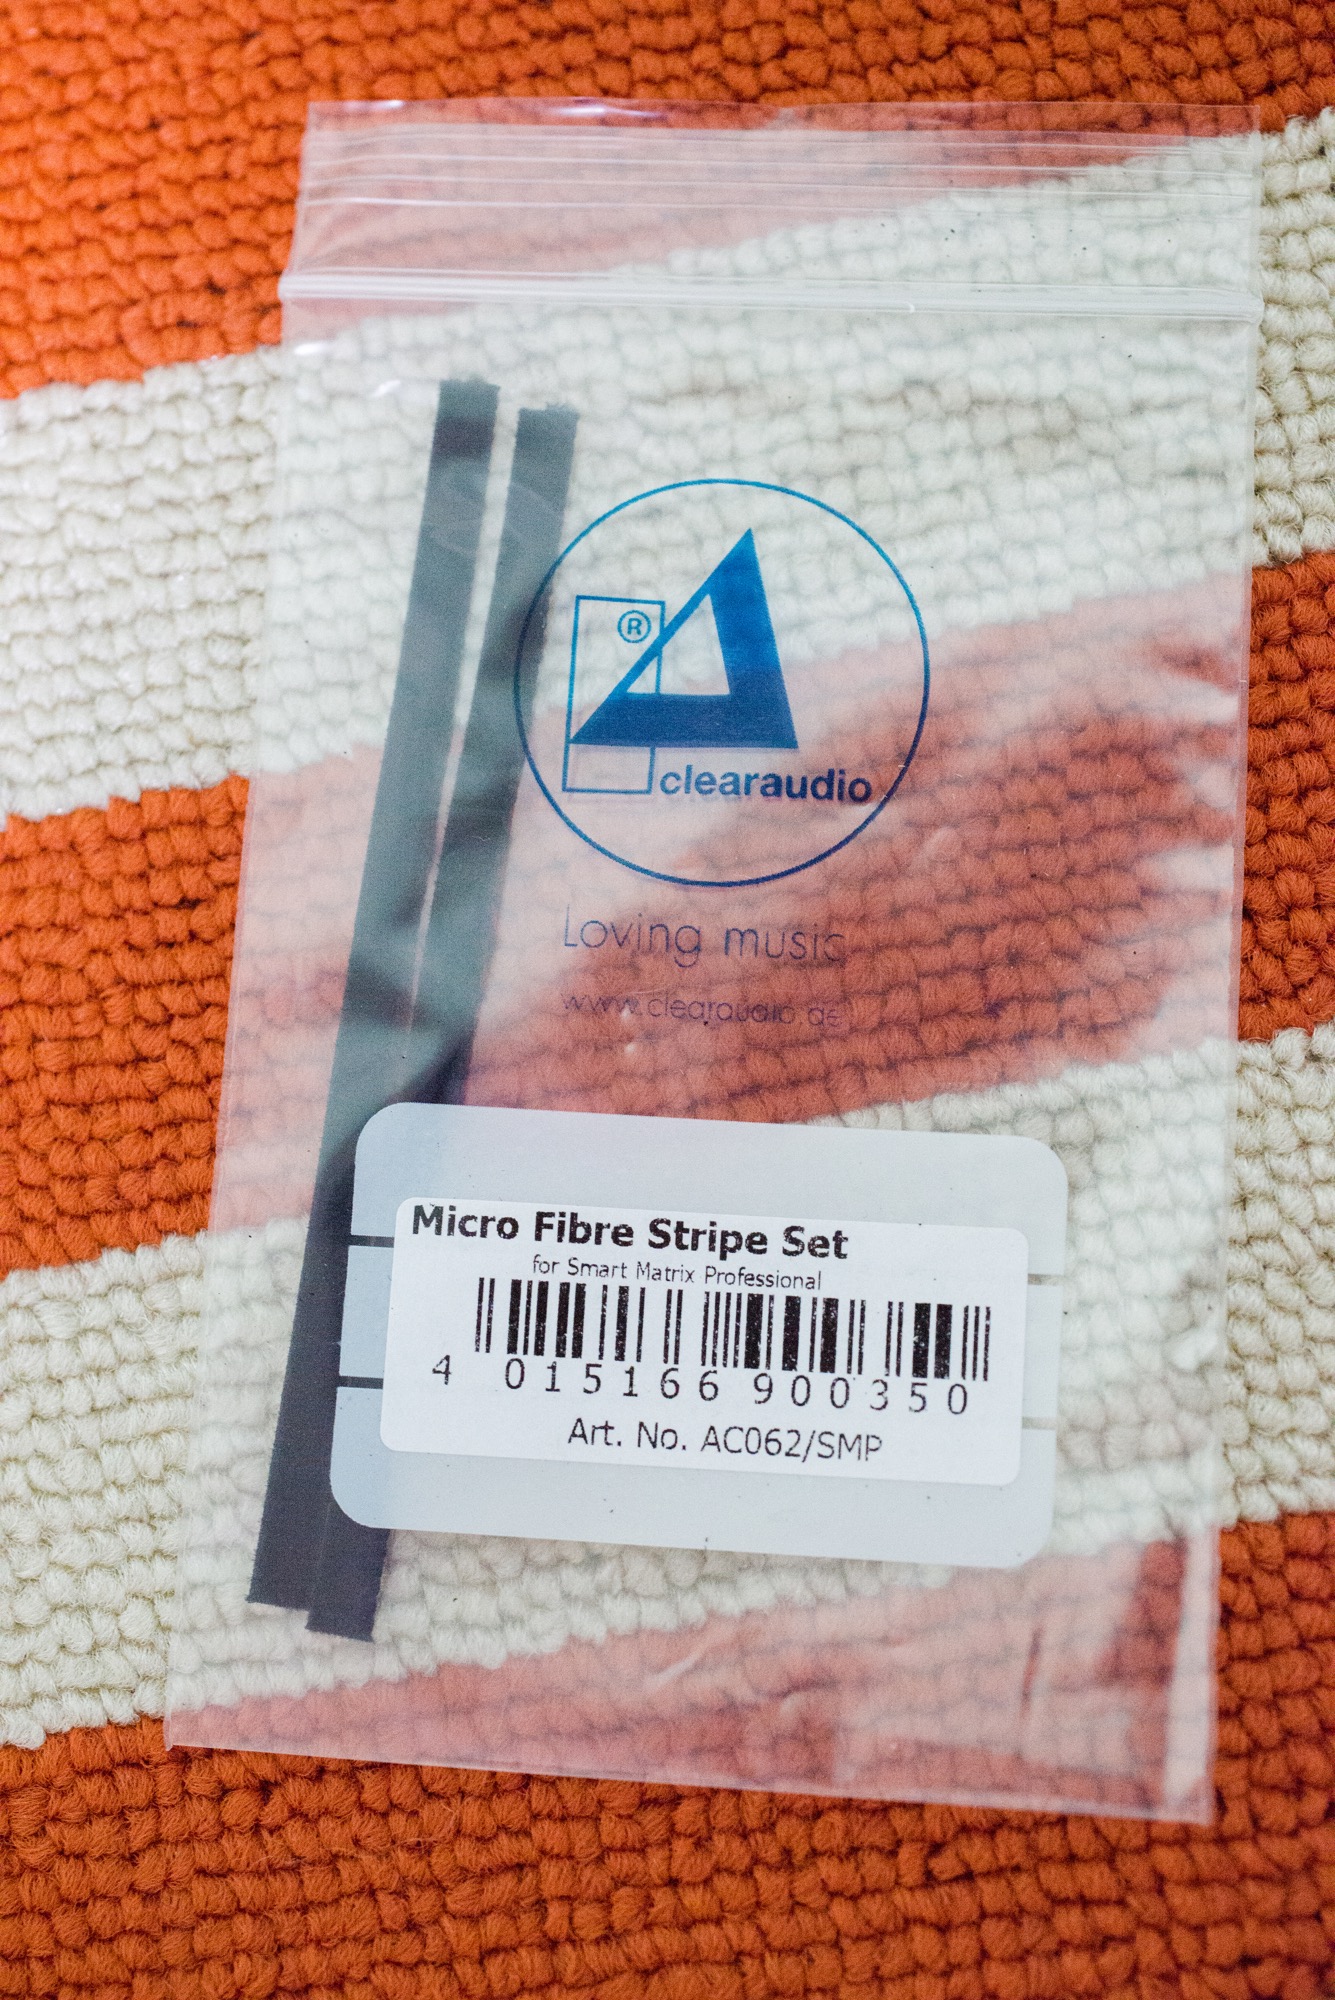 ®
clearaudio
Loving music
www.clearaudio.de
Micro Fibre Stripe Set
for Smart Matrix Professional
4 015166 900350
Art. No. AC062/SMP